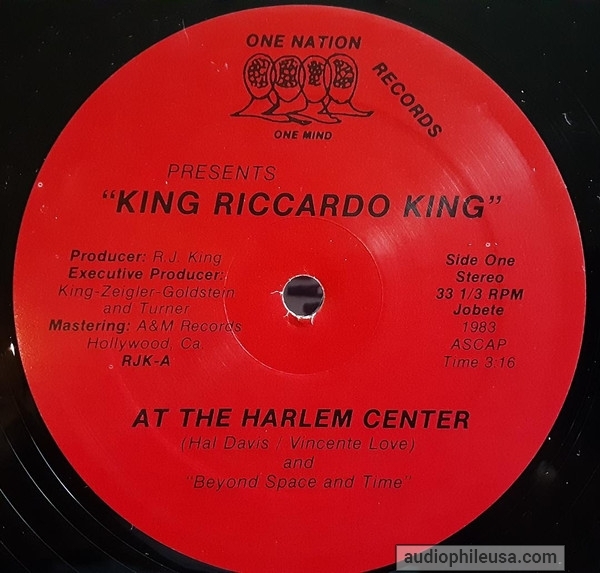 ONE NATION
RECORDS
ONE MIND
PRESENTS
"KING RICCARDO KING"
Producer: R.J. King
Executive Producer:
King-Zeigler-Goldstein
and Turner
Mastering: A&M Records
Hollywood, Ca.
RJK-A
Side One
Stereo
33 1/3 RPM
Jobete
1983
ASCAP
Time 3:16
AT THE HARLEM CENTER
(Hal Davis / Vincente Love)
and
"Beyond Space and Time"
audiophileusa.com